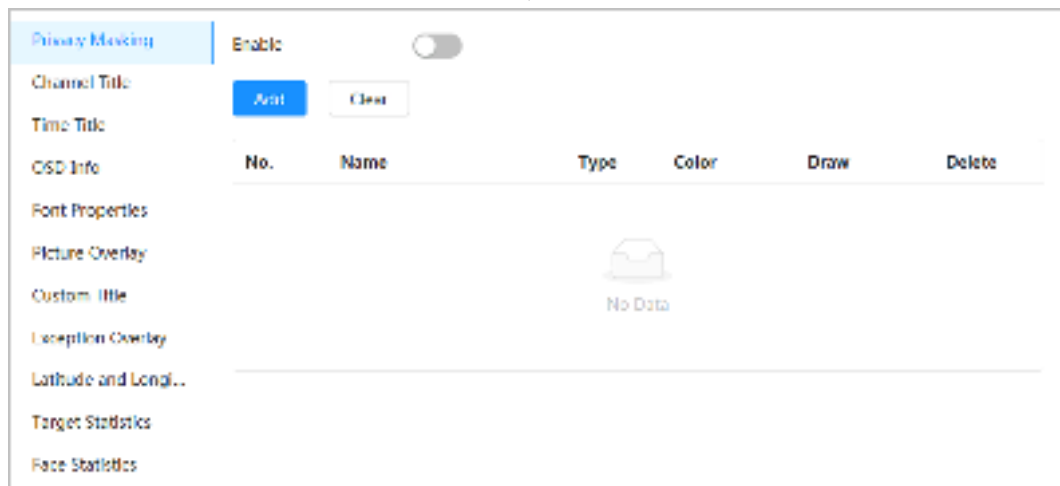 Privacy Masking
Enable
Channel Title
Add Clear
Time Title
OSD Info
No. Name Type Color Draw Delete
Font Properties
Picture Overlay
Custom Title
No Data
Exception Overlay
Latitude and Longi...
Target Statistics
Face Statistics